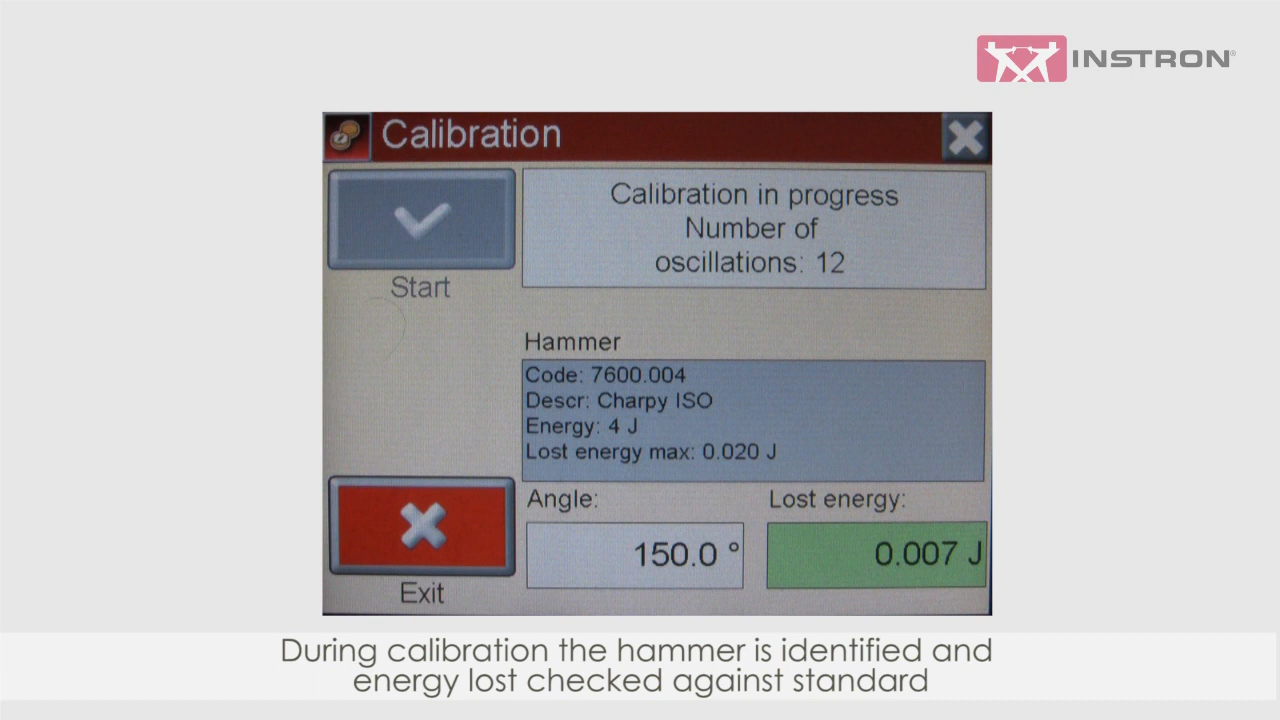 INSTRON®
Calibration
Calibration in progress
Number of
oscillations: 12
Start
Hammer
Code: 7600.004
Descr: Charpy ISO
Energy: 4 J
Lost energy max: 0.020 J
Angle:
Lost energy:
150.0 °
0.007 J
Exit
During calibration the hammer is identified and
energy lost checked against standard